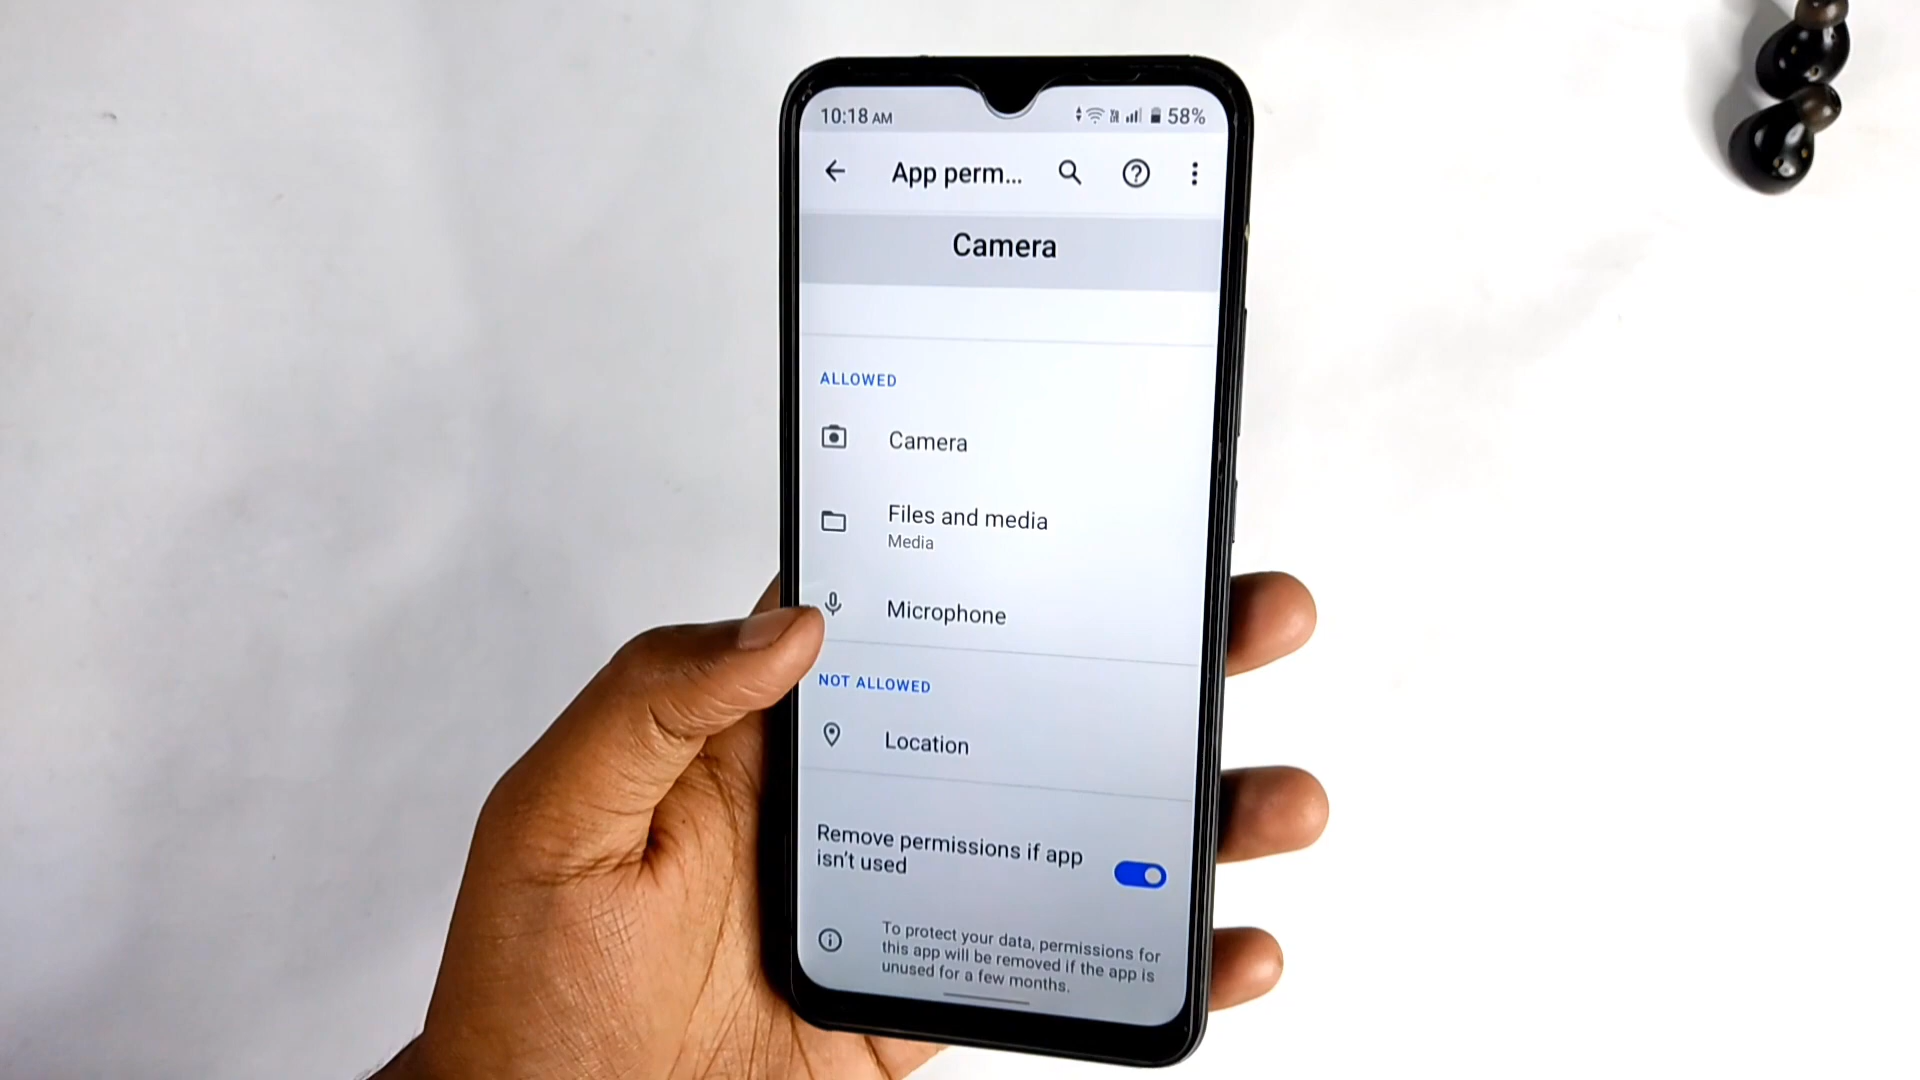 10:18 AM
58%
App perm...
Camera
ALLOWED
Camera
Files and media
Media
Microphone
NOT ALLOWED
Location
Remove permissions if app
isn't used
To protect your data, permissions for
this app will be removed if the app is
unused for a few months.